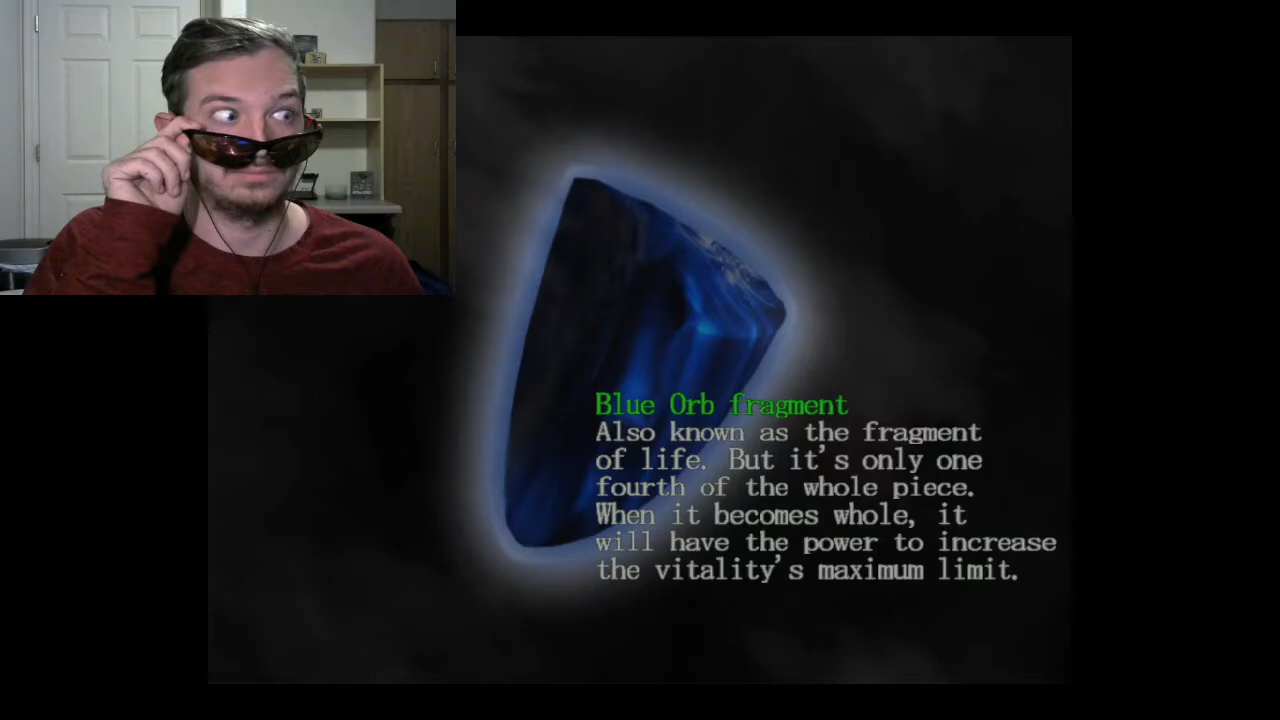 Blue Orb fragment
Also known as the fragment
of life. But it's only one
fourth of the whole piece.
When it becomes whole, it
will have the power to increase
the vitality's maximum limit.